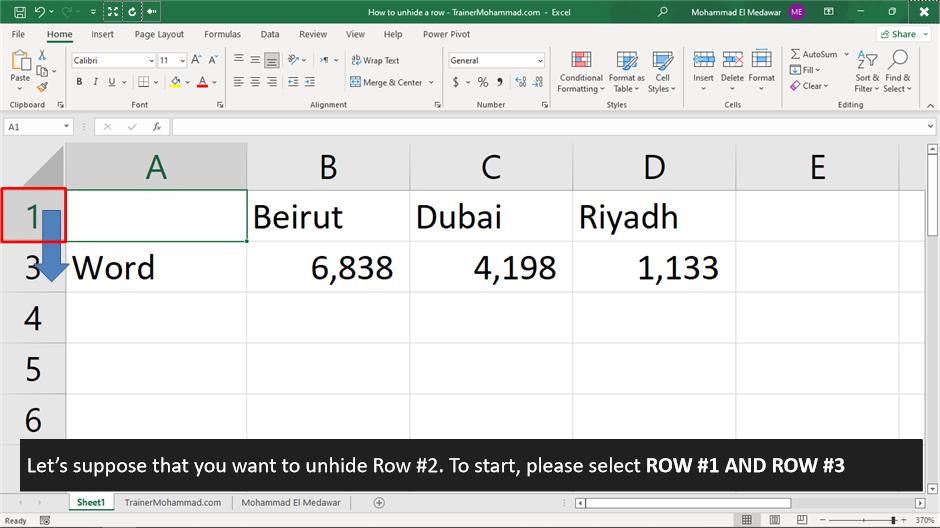 How to unhide a row - TrainerMohammad.com - Excel
Mohammad El Medawar
ME
File Home Insert Page Layout Formulas Data Review View Help Power Pivot
Share
Paste
Calibri 11 A A
B I U A
Wrap Text
Merge & Center
General
$ % 9
Conditional Formatting
Format as Table
Cell Styles
Insert Delete Format
AutoSum
Fill
Clear
Sort & Filter
Find & Select
Clipboard Font Alignment Number Styles Cells Editing
A1
fx
A B C D E
1 Beirut Dubai Riyadh
3 Word 6,838 4,198 1,133
4
5
6
Let's suppose that you want to unhide Row #2. To start, please select ROW #1 AND ROW #3
Sheet1 TrainerMohammad.com Mohammad El Medawar
Ready
370%